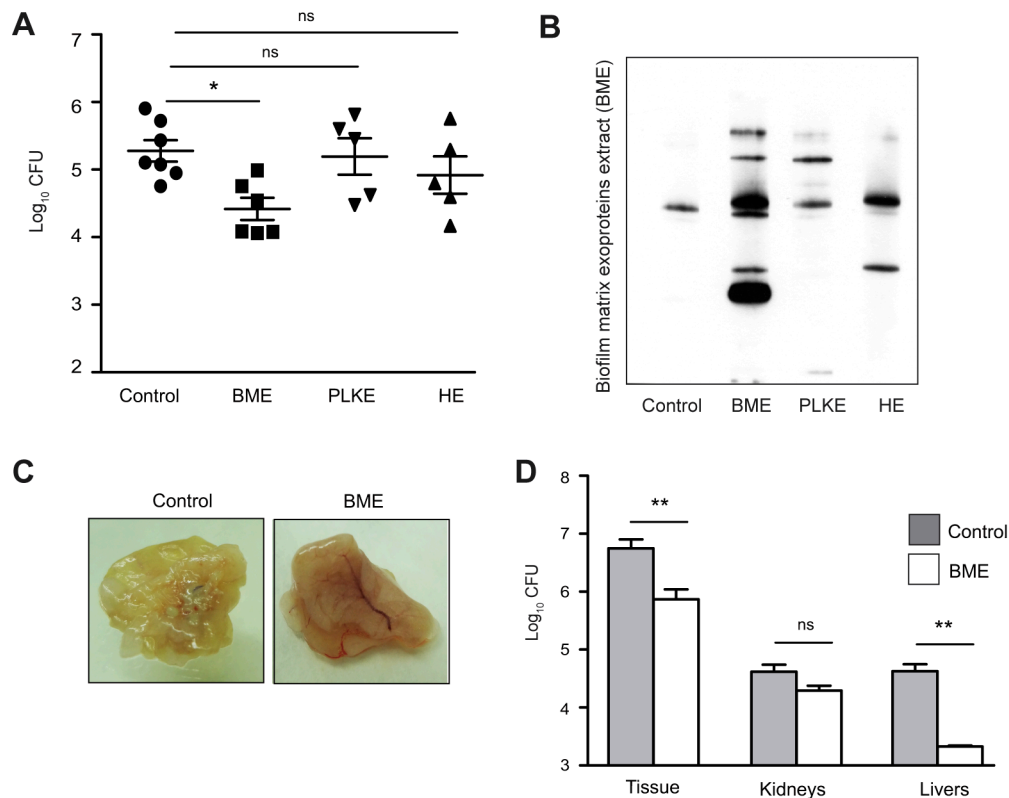 A
ns
ns
*
7
6
5
4
3
2
Log10 CFU
Control BME PLKE HE
B
Biofilm matrix exoproteins extract (BME)
Control BME PLKE HE
C
Control BME
D
8
7
6
5
4
3
Log10 CFU
**
ns
**
Control
BME
Tissue Kidneys Livers